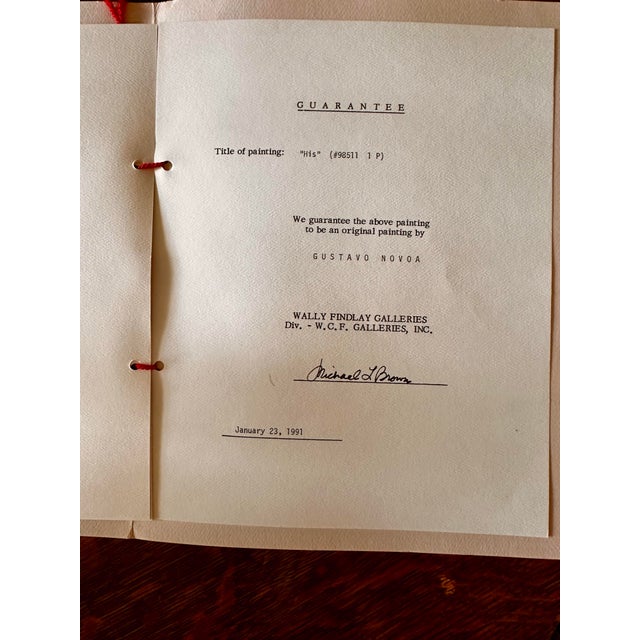 GUARANTEE
Title of painting: "His" (#98511 1 P)
We guarantee the above painting
to be an original painting by
GUSTAVO NOVOA
WALLY FINDLAY GALLERIES
Div. - W.C.F. GALLERIES, INC.
Michael L Brown
January 23, 1991